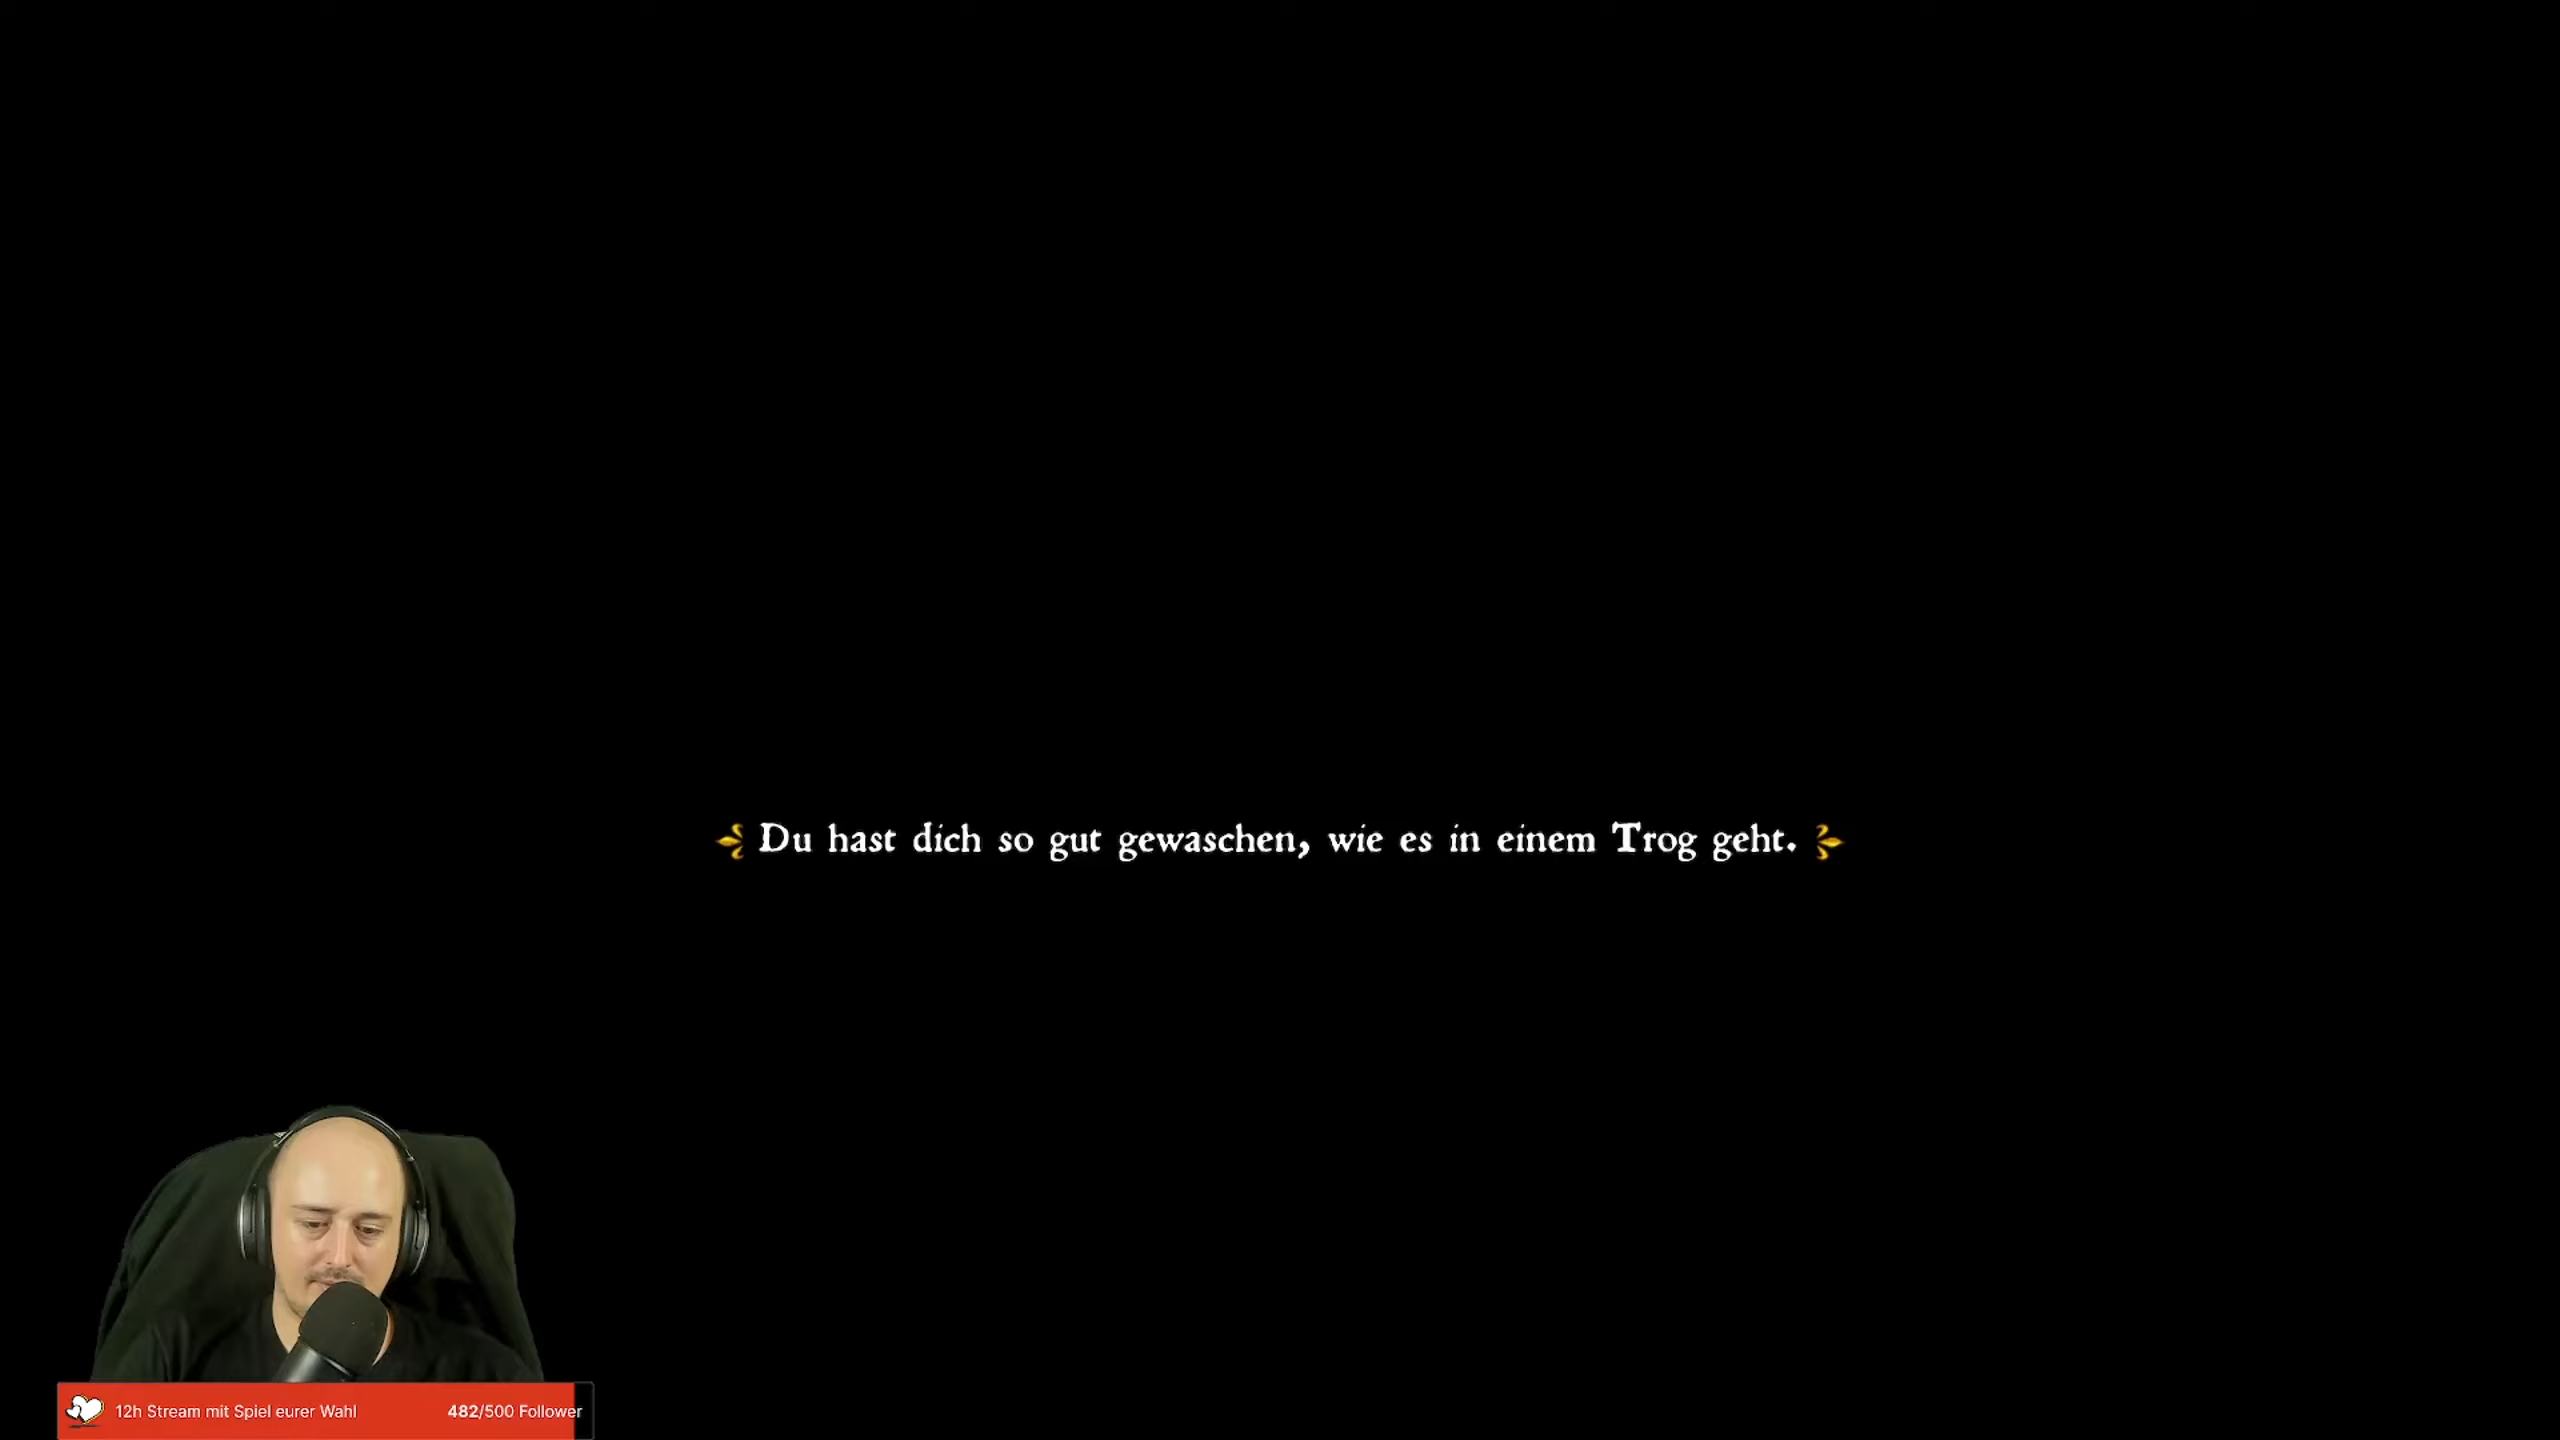 Du hast dich so gut gewaschen, wie es in einem Trog geht.
12h Stream mit Spiel eurer Wahl 482/500 Follower